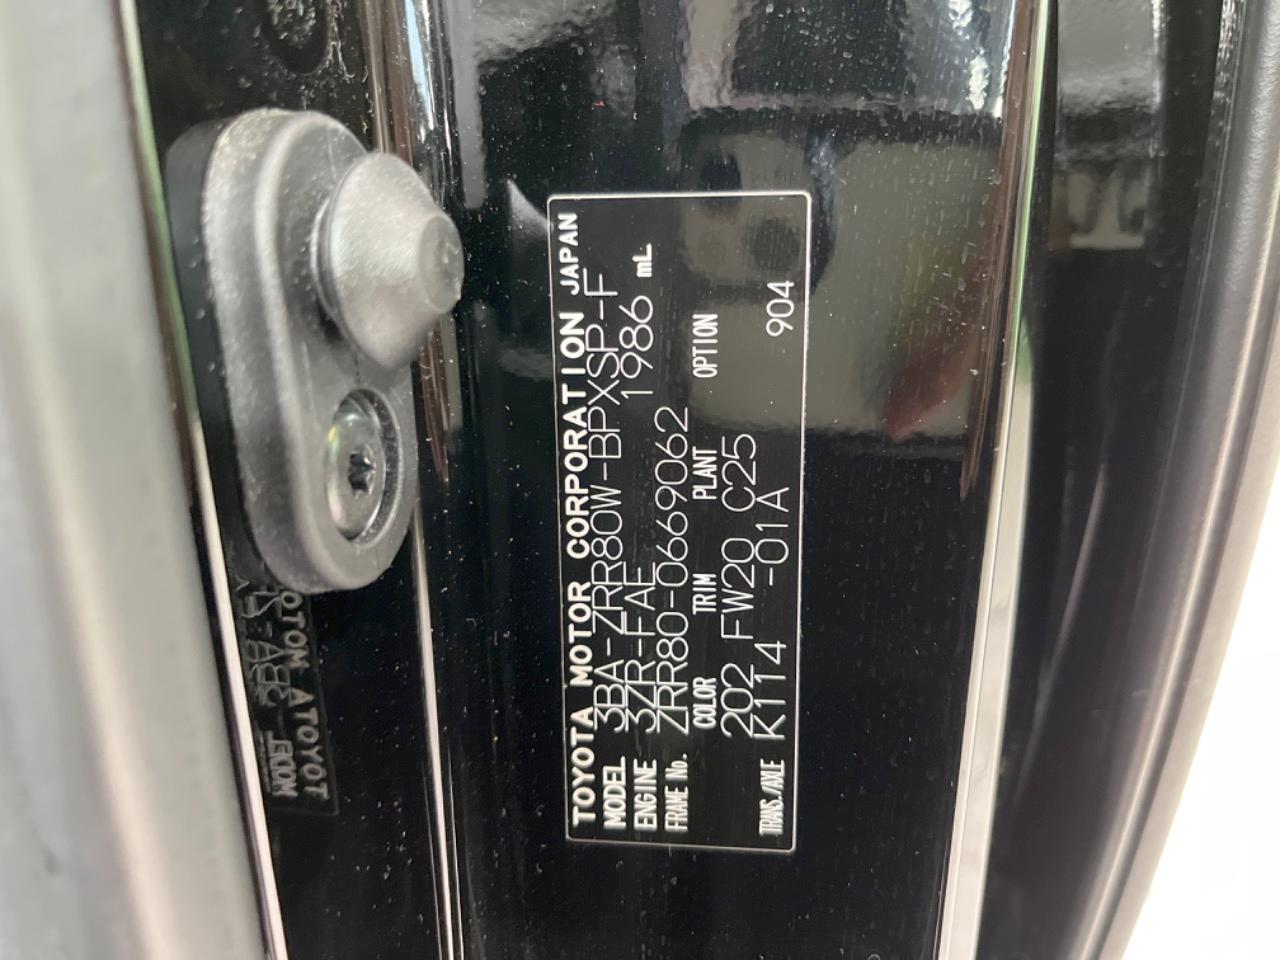 TOYOTA MOTOR CORPORATION JAPAN
MODEL 3BA-ZRR80W-BPXSP-F
ENGINE 3ZR-FAE 1986 mL
FRAME No. ZRR80-0669062
COLOR TRIM PLANT OPTION
202 FW20 C25
TRANS./AXLE K114 -01A 904